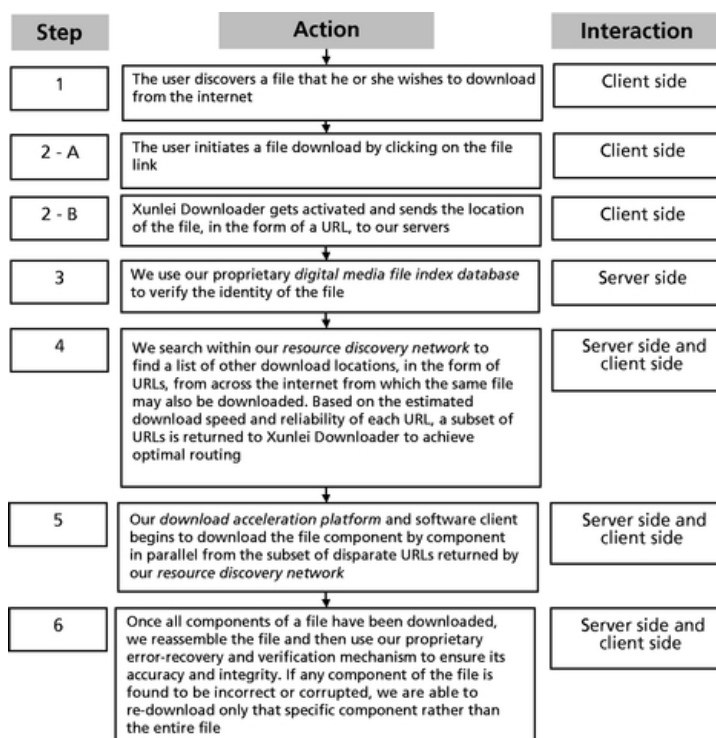 Step Action Interaction
1 The user discovers a file that he or she wishes to download Client side
from the internet
2 - A The user initiates a file download by clicking on the file Client side
link
2 - B Xunlei Downloader gets activated and sends the location Client side
of the file, in the form of a URL, to our servers
3 We use our proprietary digital media file index database Server side
to verify the identity of the file
4 We search within our resource discovery network to Server side and
find a list of other download locations, in the form of client side
URLs, from across the internet from which the same file
may also be downloaded. Based on the estimated
download speed and reliability of each URL, a subset of
URLs is returned to Xunlei Downloader to achieve
optimal routing
5 Our download acceleration platform and software client Server side and
begins to download the file component by component client side
in parallel from the subset of disparate URLs returned by
our resource discovery network
6 Once all components of a file have been downloaded, Server side and
we reassemble the file and then use our proprietary client side
error-recovery and verification mechanism to ensure its
accuracy and integrity. If any component of the file is
found to be incorrect or corrupted, we are able to
re-download only that specific component rather than
the entire file